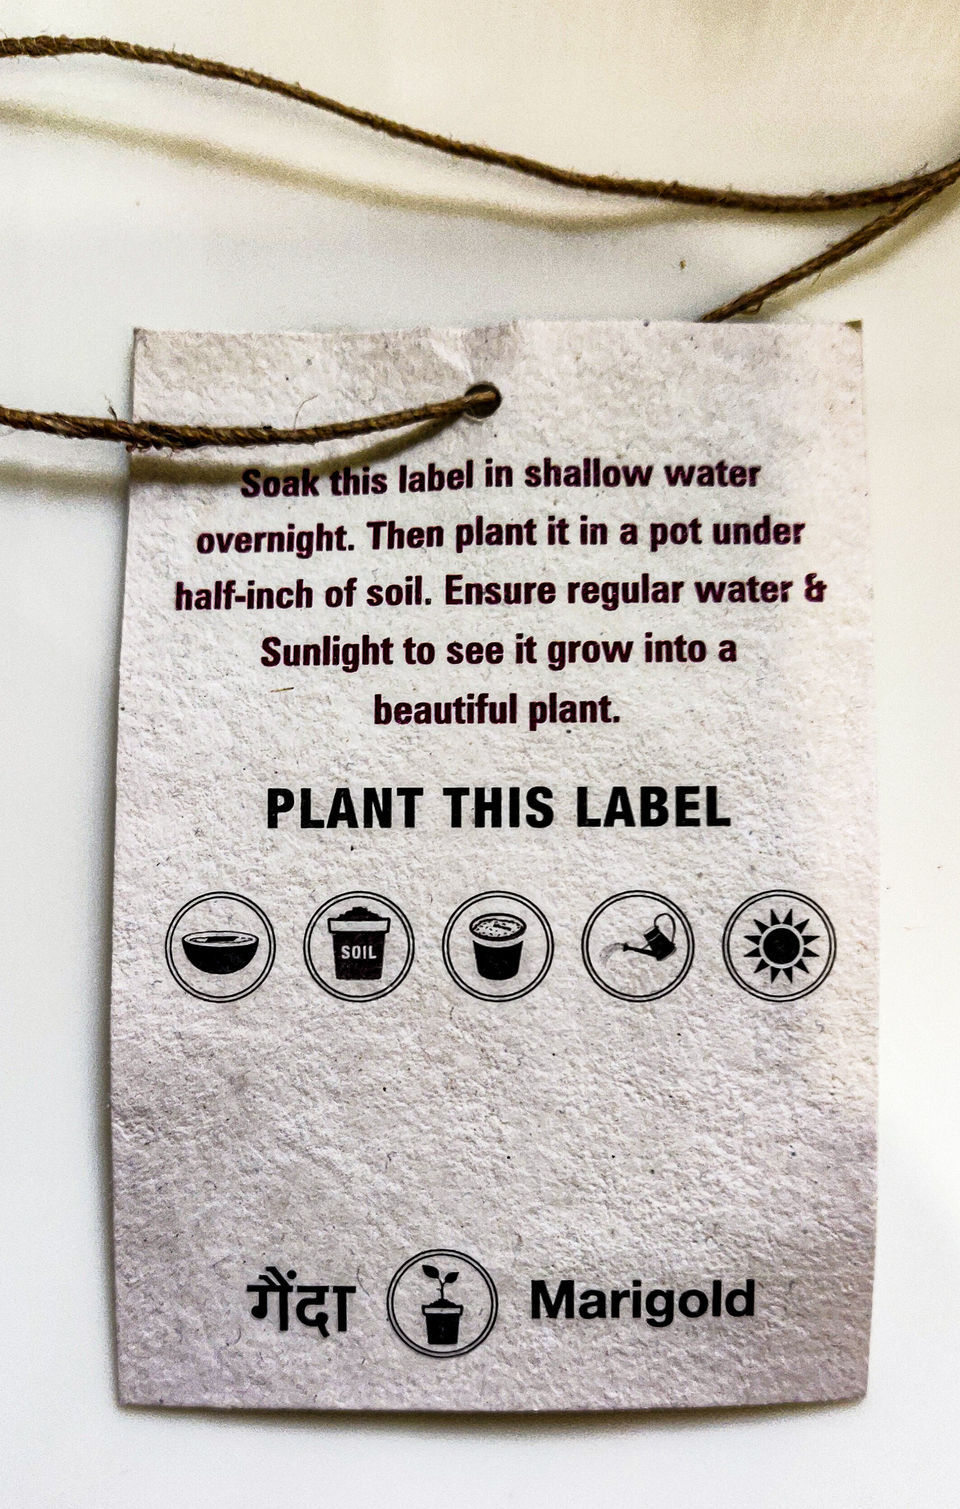 Soak this label in shallow water
overnight. Then plant it in a pot under
half-inch of soil. Ensure regular water &
Sunlight to see it grow into a
beautiful plant.
PLANT THIS LABEL
SOIL
गैंदा Marigold